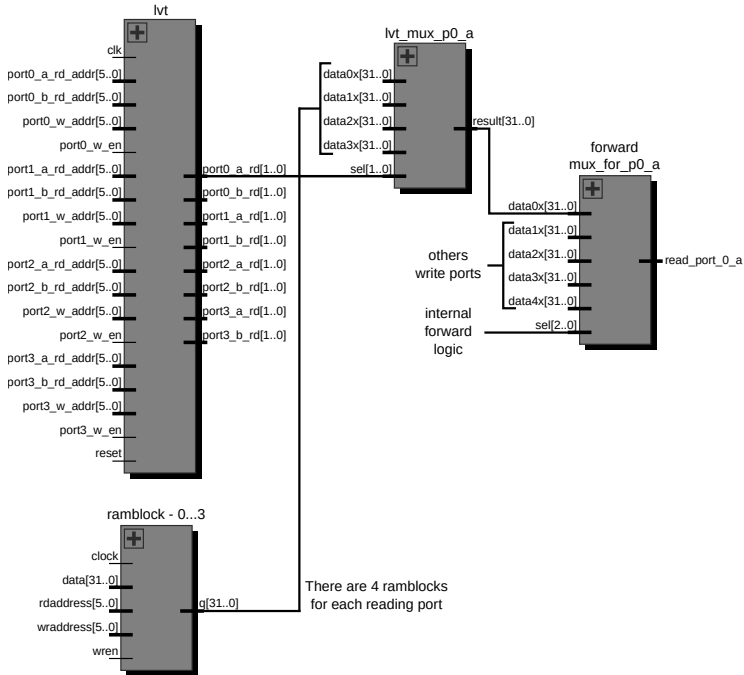 lvt
clk
port0_a_rd_addr[5..0]
port0_b_rd_addr[5..0]
port0_w_addr[5..0]
port0_w_en
port1_a_rd_addr[5..0]
port1_b_rd_addr[5..0]
port1_w_addr[5..0]
port1_w_en
port2_a_rd_addr[5..0]
port2_b_rd_addr[5..0]
port2_w_addr[5..0]
port2_w_en
port3_a_rd_addr[5..0]
port3_b_rd_addr[5..0]
port3_w_addr[5..0]
port3_w_en
reset
port0_a_rd[1..0]
port0_b_rd[1..0]
port1_a_rd[1..0]
port1_b_rd[1..0]
port2_a_rd[1..0]
port2_b_rd[1..0]
port3_a_rd[1..0]
port3_b_rd[1..0]
lvt_mux_p0_a
data0x[31..0]
data1x[31..0]
data2x[31..0]
data3x[31..0]
sel[1..0]
result[31..0]
forward
mux_for_p0_a
data0x[31..0]
data1x[31..0]
data2x[31..0]
data3x[31..0]
data4x[31..0]
sel[2..0]
read_port_0_a
others
write ports
internal
forward
logic
ramblock - 0...3
clock
data[31..0]
rdaddress[5..0]
wraddress[5..0]
wren
q[31..0]
There are 4 ramblocks
for each reading port